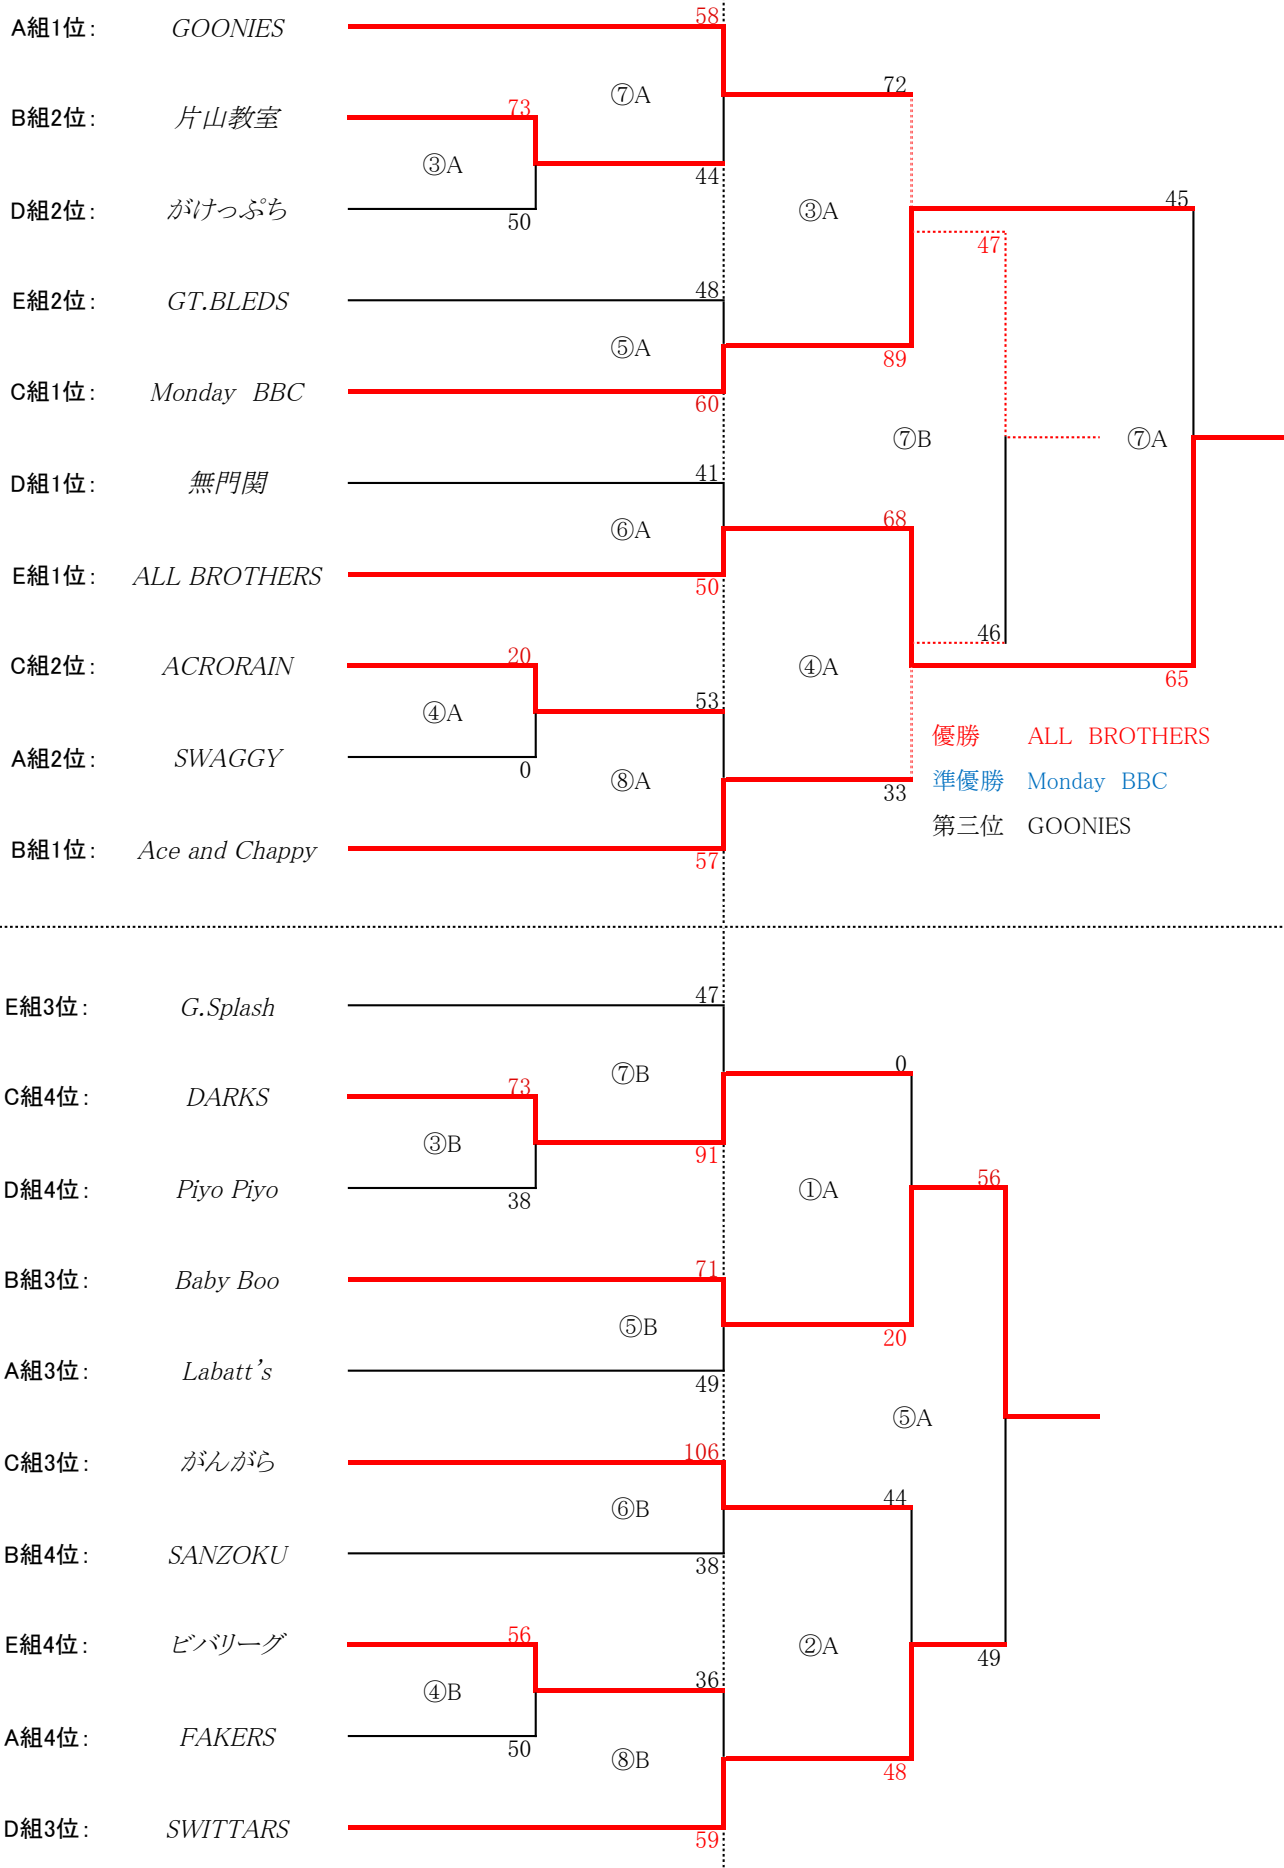 A組1位： GOONIES 58
72
⑦A
B組2位： 片山教室 73
③A
44
D組2位： がけっぷち 50
③A
45
47
E組2位： GT.BLEDS 48
⑤A
89
C組1位： Monday BBC 60
⑦B ⑦A
D組1位： 無門関 41
⑥A
68
E組1位： ALL BROTHERS 50
46
C組2位： ACRORAIN 20
④A
④A
53
65
A組2位： SWAGGY 0
⑧A
33
B組1位： Ace and Chappy 57
優勝 ALL BROTHERS
準優勝 Monday BBC
第三位 GOONIES
E組3位： G.Splash 47
⑦B
0
C組4位： DARKS 73
③B
91
D組4位： Piyo Piyo 38
①A
56
B組3位： Baby Boo 71
⑤B
20
A組3位： Labatt's 49
⑤A
C組3位： がんがら 106
⑥B
44
B組4位： SANZOKU 38
E組4位： ビバリーグ 56
④B
②A
36
49
A組4位： FAKERS 50
⑧B
48
D組3位： SWITTARS 59